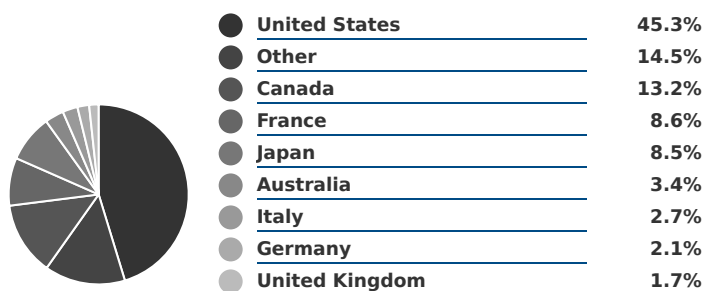 United States 45.3%
Other 14.5%
Canada 13.2%
France 8.6%
Japan 8.5%
Australia 3.4%
Italy 2.7%
Germany 2.1%
United Kingdom 1.7%